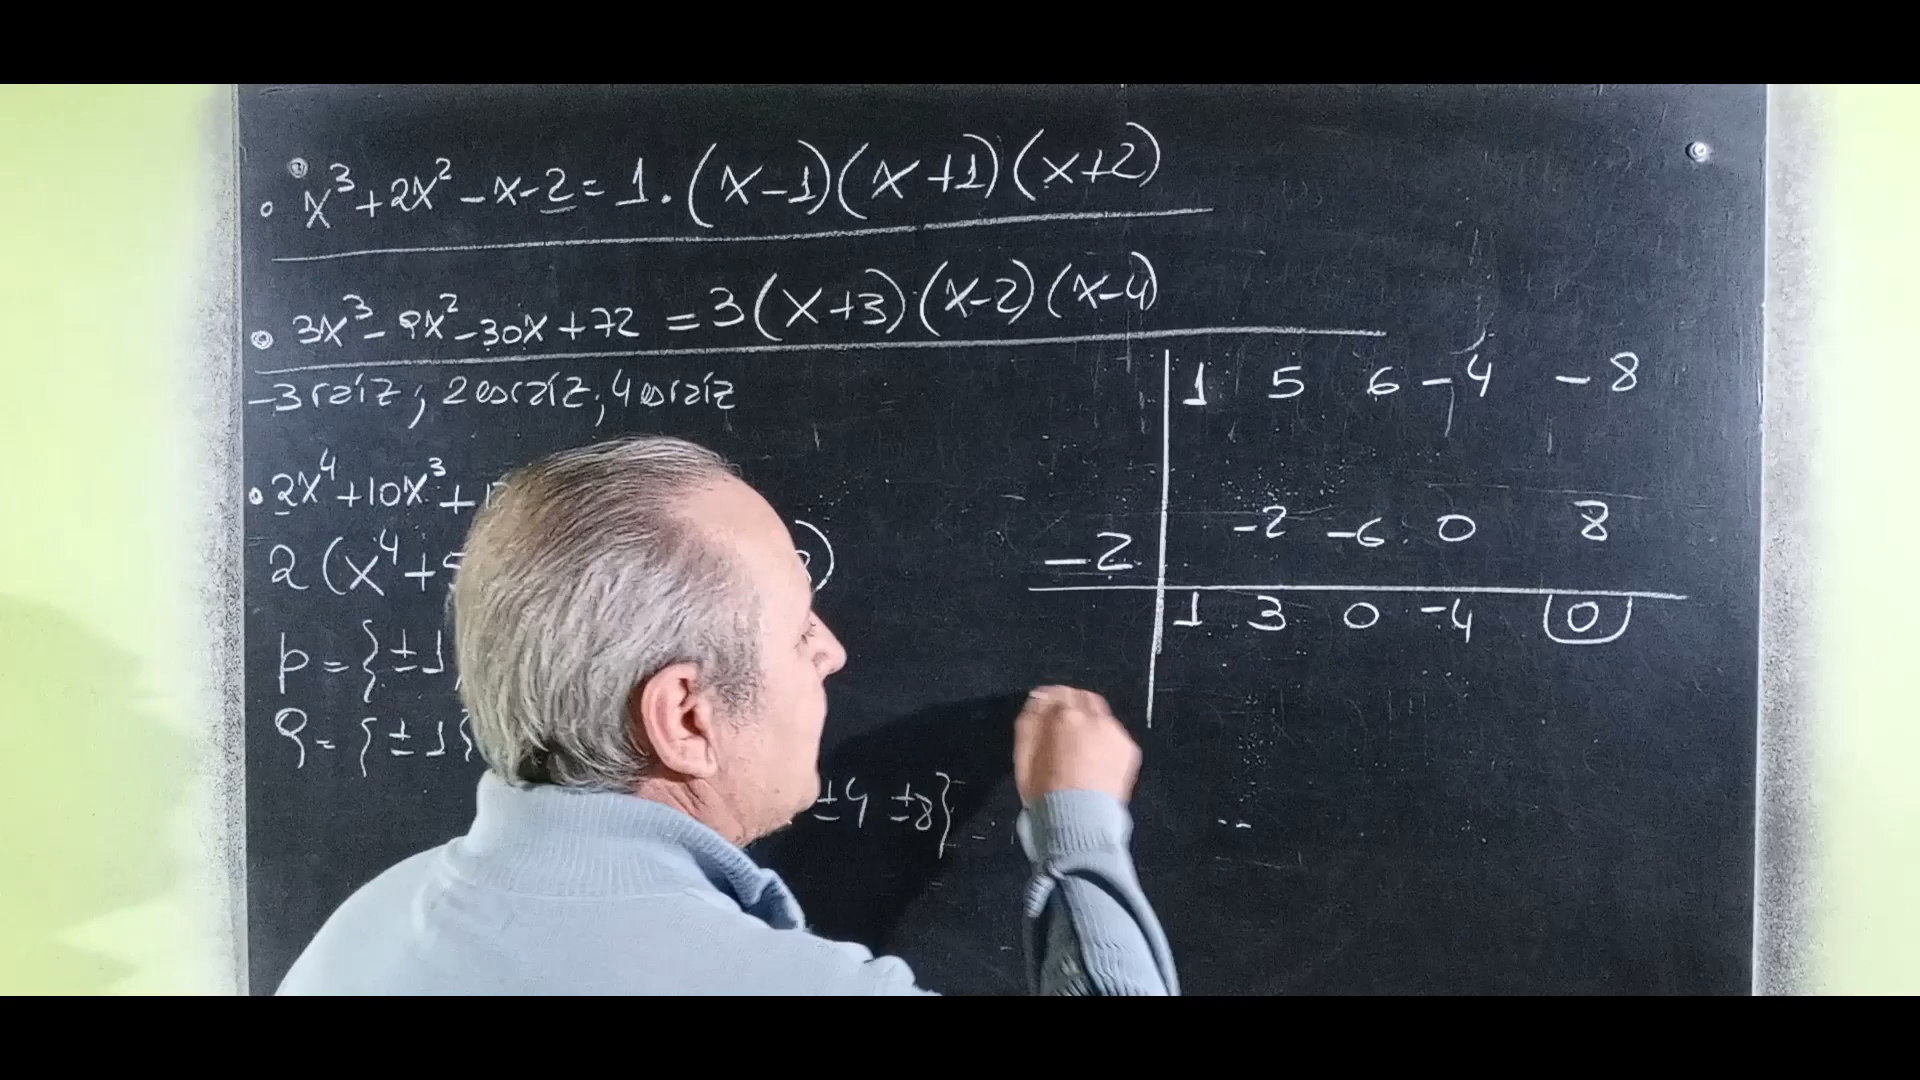 • x³+2x²-x-2=1·(x-1)(x+1)(x+2)
• 3x³-9x²-30x+72=3(x+3)(x-2)(x-4)
-3 raíz; 2 es raíz; 4 es raíz
• 2x⁴+10x³+1
2(x⁴+5 )
p={±1
q={±1}
±4 ±8}
1 5 6 -4 -8
-2 -6 0 8
-2
1 3 0 -4 0